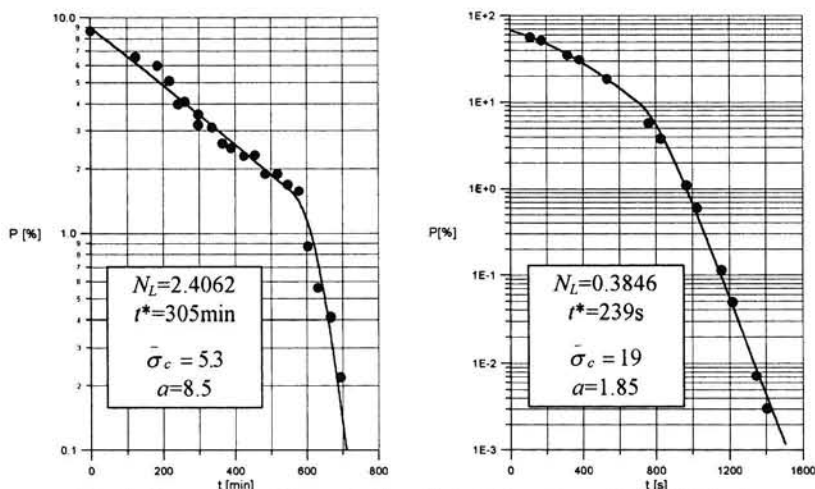 10.0
9
8
7
6
5
4
3
2
1.0
P [%]
9
8
7
6
5
4
3
2
0.1
N_L=2.4062
t*=305min
σ̄_c = 5.3
a=8.5
0 200 400 600 800
t [min]
1E+2
1E+1
1E+0
P[%]
1E-1
1E-2
1E-3
N_L=0.3846
t*=239s
σ̄_c = 19
a=1.85
0 400 800 1200 1600
t [s]